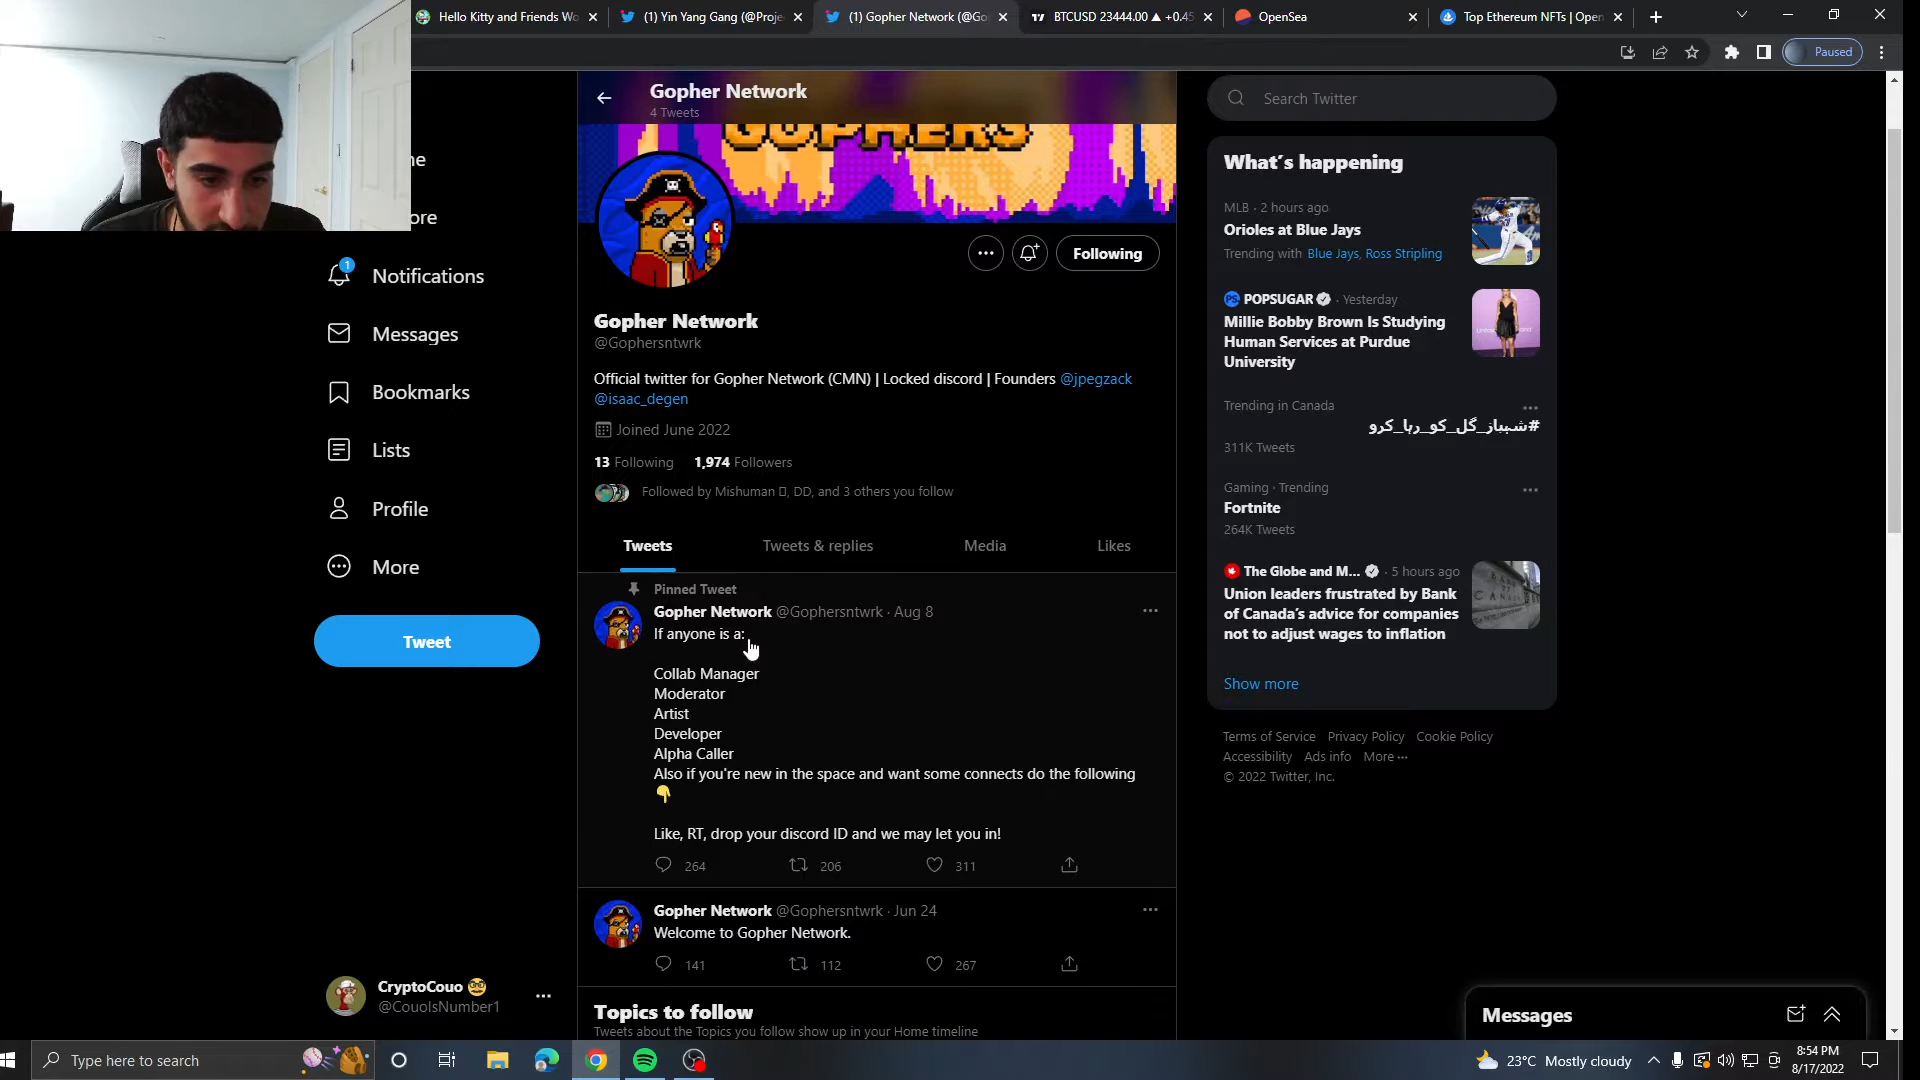 Hello Kitty and Friends Wo
(1) Yin Yang Gang (@Proje
(1) Gopher Network (@Go
BTCUSD 23444.00 ▲ +0.45
OpenSea
Top Ethereum NFTs | Open
Paused
Gopher Network
4 Tweets
GOPHERS
Following
Gopher Network
@Gophersntwrk
Official twitter for Gopher Network (CMN) | Locked discord | Founders @jpegzack
@isaac_degen
Joined June 2022
13 Following 1,974 Followers
Followed by Mishuman ▯, DD, and 3 others you follow
Tweets
Tweets & replies
Media
Likes
Pinned Tweet
Gopher Network @Gophersntwrk · Aug 8
If anyone is a:
Collab Manager
Moderator
Artist
Developer
Alpha Caller
Also if you're new in the space and want some connects do the following
👇
Like, RT, drop your discord ID and we may let you in!
264
206
311
Gopher Network @Gophersntwrk · Jun 24
Welcome to Gopher Network.
141
112
267
Topics to follow
Tweets about the Topics you follow show up in your Home timeline
me
ore
1
Notifications
Messages
Bookmarks
Lists
Profile
More
Tweet
CryptoCouo 🤓
@CouoIsNumber1
Search Twitter
What's happening
MLB · 2 hours ago
Orioles at Blue Jays
Trending with Blue Jays, Ross Stripling
POPSUGAR · Yesterday
Millie Bobby Brown Is Studying
Human Services at Purdue
University
Trending in Canada
#شہباز_گل_کو_رہا_کرو
311K Tweets
Gaming · Trending
Fortnite
264K Tweets
The Globe and M... · 5 hours ago
Union leaders frustrated by Bank
of Canada's advice for companies
not to adjust wages to inflation
Show more
Terms of Service Privacy Policy Cookie Policy
Accessibility Ads info More ···
© 2022 Twitter, Inc.
Messages
Type here to search
23°C Mostly cloudy
8:54 PM
8/17/2022